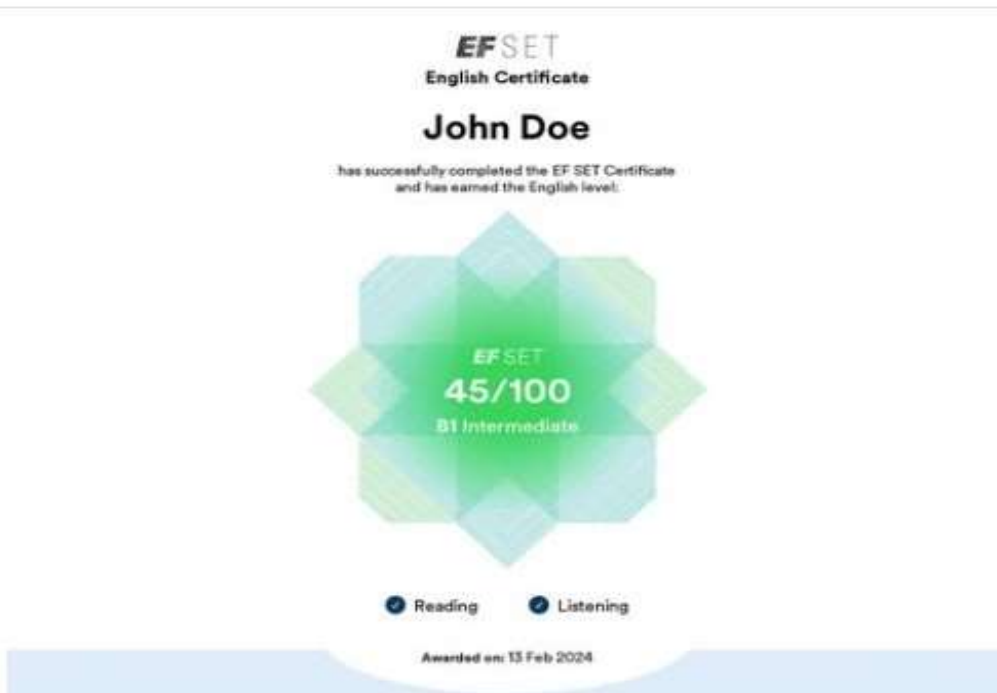 EF SET
English Certificate
John Doe
has successfully completed the EF SET Certificate
and has earned the English level:
EF SET
45/100
B1 Intermediate
Reading
Listening
Awarded on: 13 Feb 2024